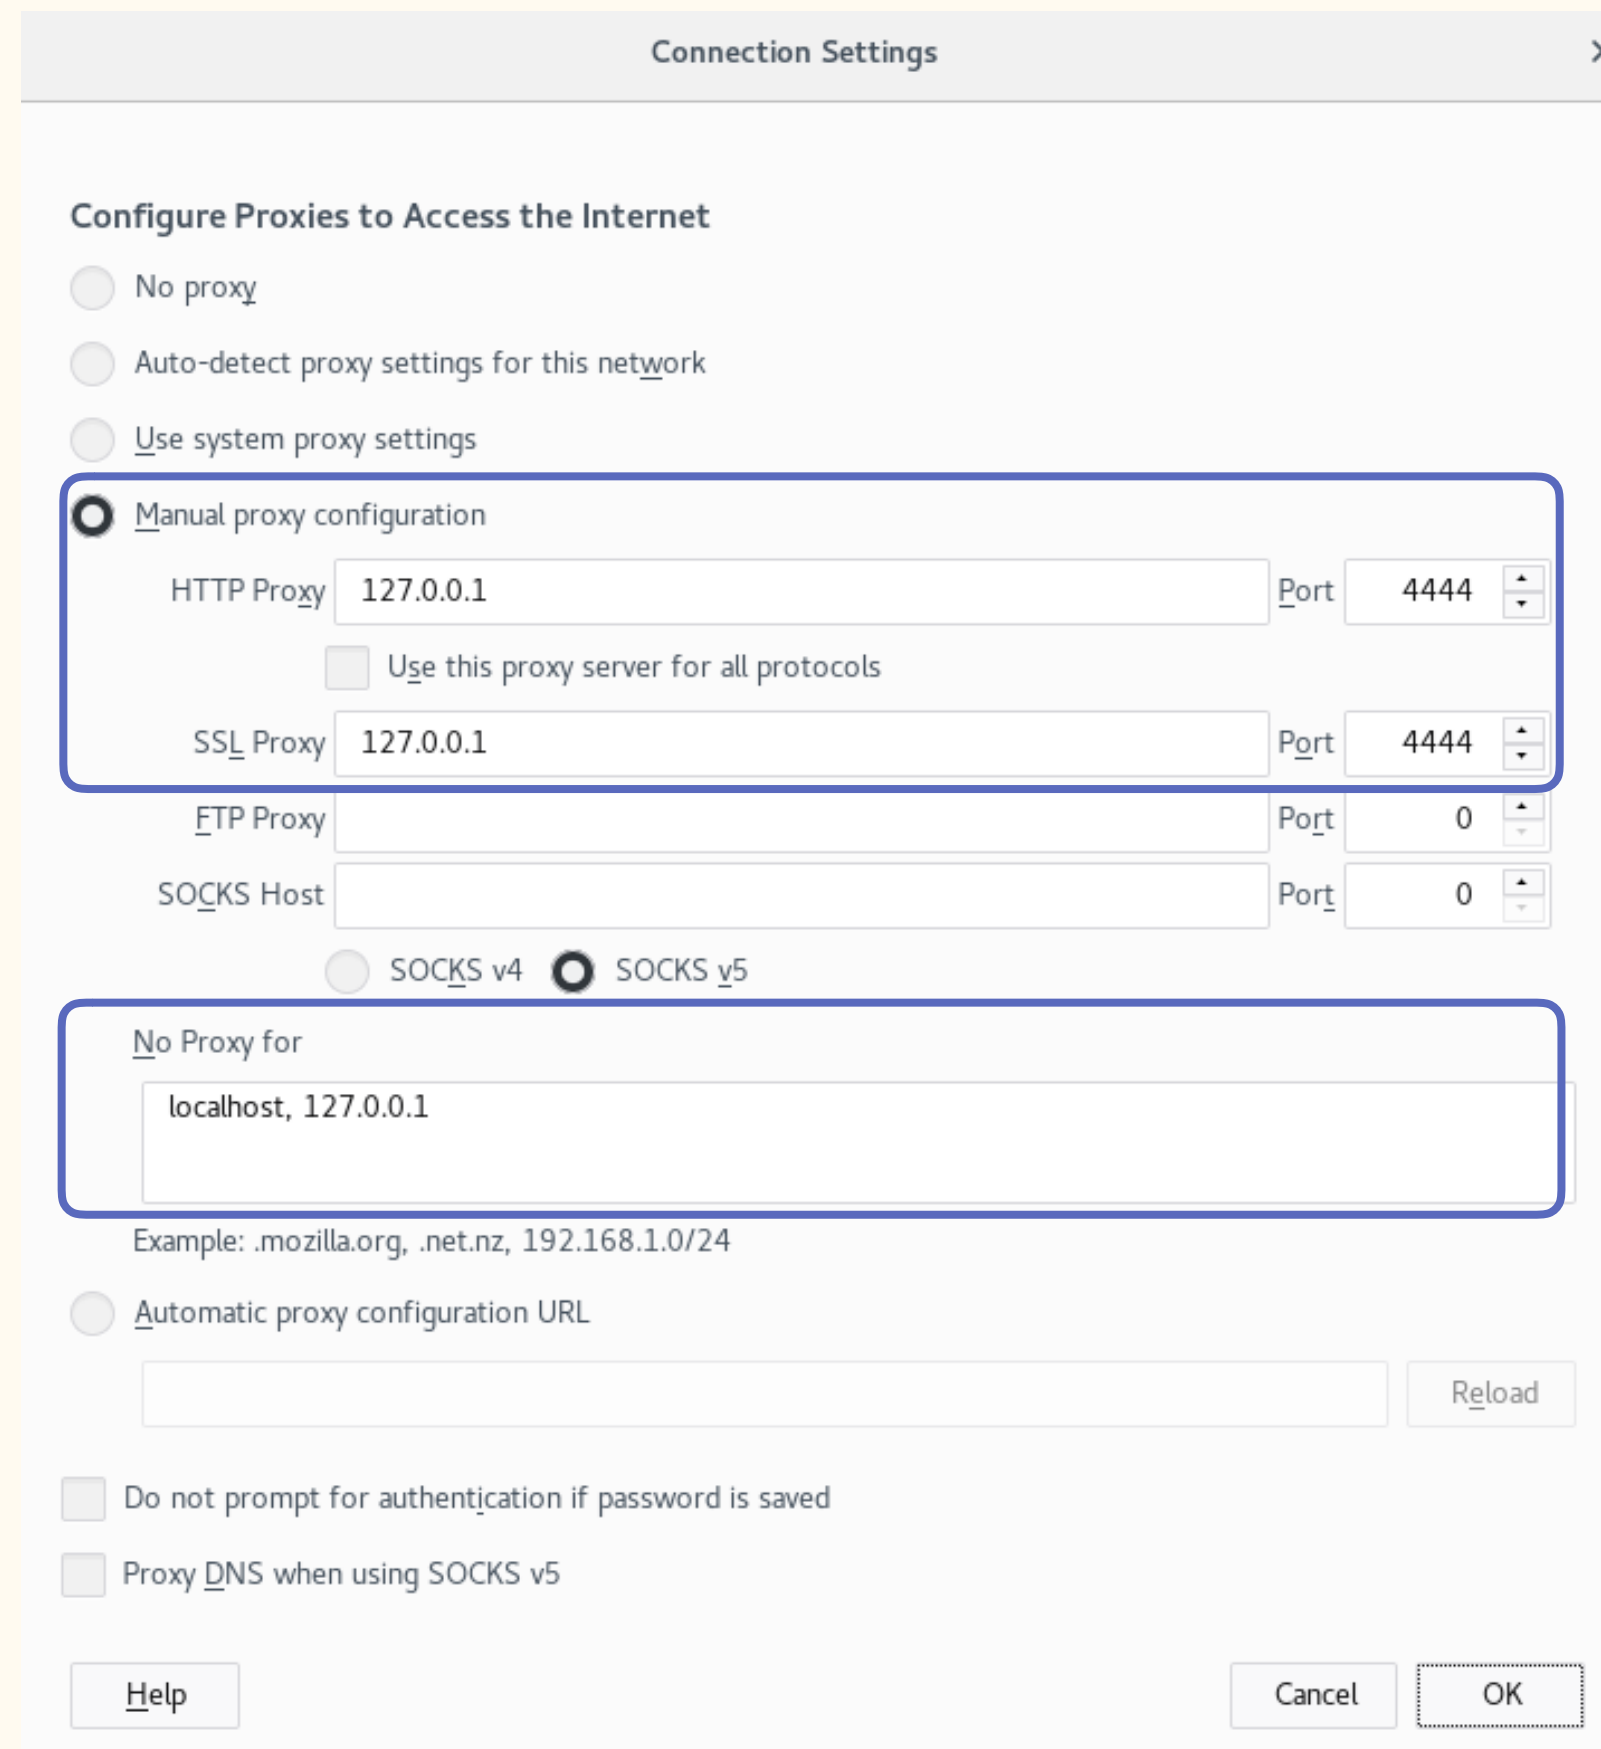 Connection Settings
Configure Proxies to Access the Internet
No proxy
Auto-detect proxy settings for this network
Use system proxy settings
Manual proxy configuration
HTTP Proxy 127.0.0.1 Port 4444
Use this proxy server for all protocols
SSL Proxy 127.0.0.1 Port 4444
FTP Proxy Port 0
SOCKS Host Port 0
SOCKS v4 SOCKS v5
No Proxy for
localhost, 127.0.0.1
Example: .mozilla.org, .net.nz, 192.168.1.0/24
Automatic proxy configuration URL
Reload
Do not prompt for authentication if password is saved
Proxy DNS when using SOCKS v5
Help Cancel OK